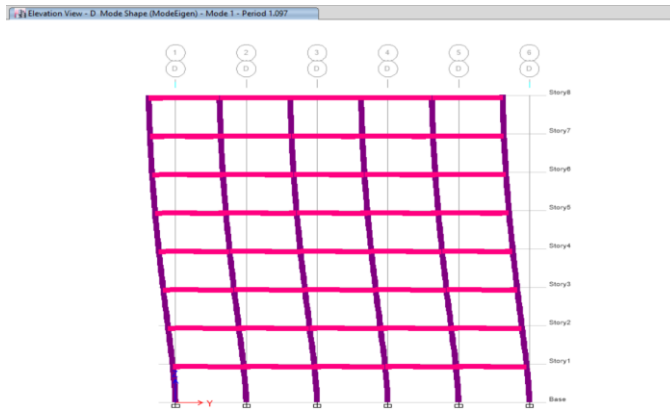 Elevation View - D Mode Shape (ModeEigen) - Mode 1 - Period 1.097
1 2 3 4 5 6
D D D D D D
Story8
Story7
Story6
Story5
Story4
Story3
Story2
Story1
Base
Y